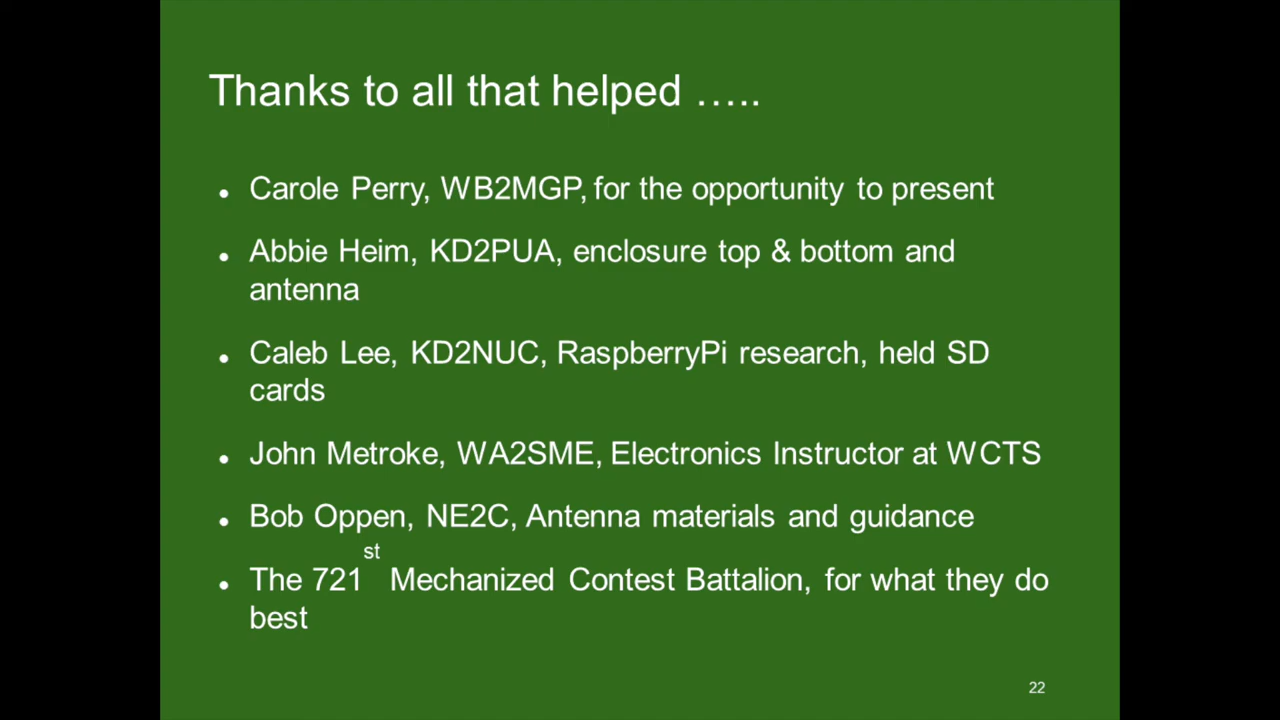 Thanks to all that helped …..
● Carole Perry, WB2MGP, for the opportunity to present
● Abbie Heim, KD2PUA, enclosure top & bottom and
antenna
● Caleb Lee, KD2NUC, RaspberryPi research, held SD
cards
● John Metroke, WA2SME, Electronics Instructor at WCTS
● Bob Oppen, NE2C, Antenna materials and guidance
● The 721st Mechanized Contest Battalion, for what they do
best
22